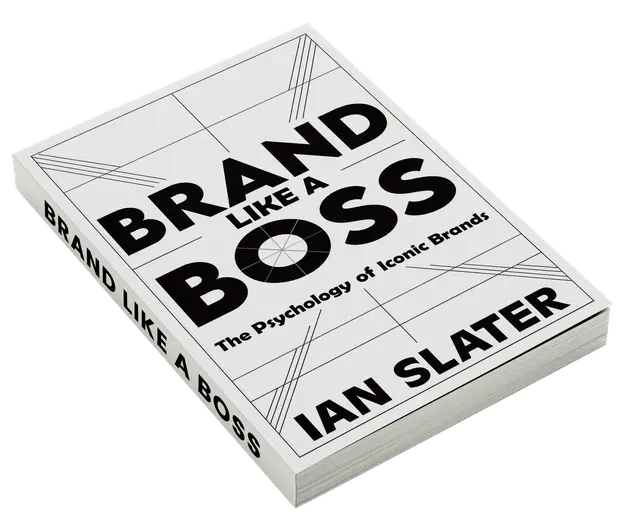 BRAND
LIKE A
BOSS
The Psychology of Iconic Brands
IAN SLATER
BRAND LIKE A BOSS